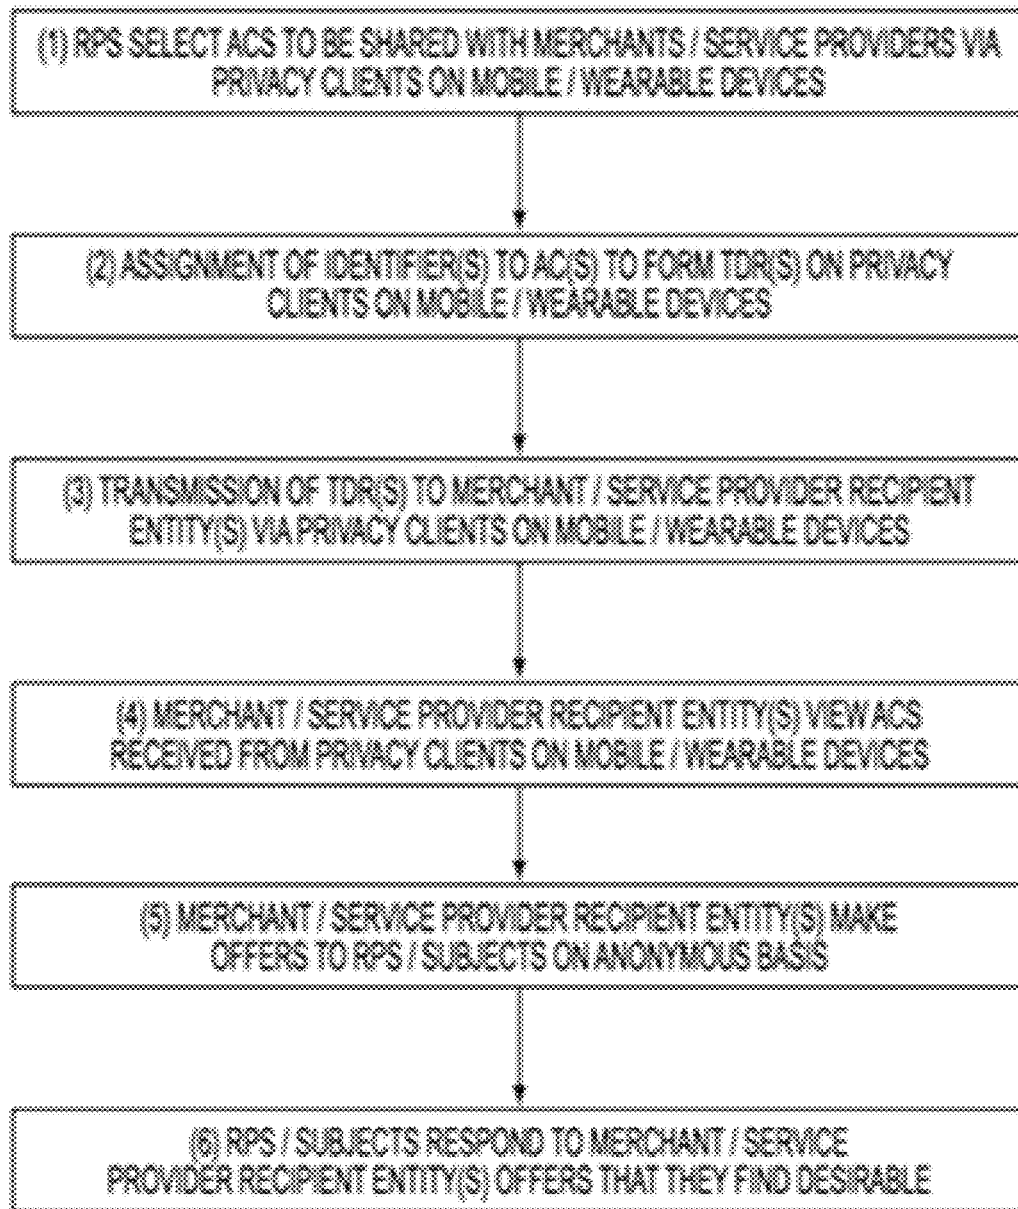 (1) RPS SELECT ACS TO BE SHARED WITH MERCHANTS / SERVICE PROVIDERS VIA
PRIVACY CLIENTS ON MOBILE / WEARABLE DEVICES
(2) ASSIGNMENT OF IDENTIFIER(S) TO AC(S) TO FORM TDR(S) ON PRIVACY
CLIENTS ON MOBILE / WEARABLE DEVICES
(3) TRANSMISSION OF TDR(S) TO MERCHANT / SERVICE PROVIDER RECIPIENT
ENTITY(S) VIA PRIVACY CLIENTS ON MOBILE / WEARABLE DEVICES
(4) MERCHANT / SERVICE PROVIDER RECIPIENT ENTITY(S) VIEW ACS
RECEIVED FROM PRIVACY CLIENTS ON MOBILE / WEARABLE DEVICES
(5) MERCHANT / SERVICE PROVIDER RECIPIENT ENTITY(S) MAKE
OFFERS TO RPS / SUBJECTS ON ANONYMOUS BASIS
(6) RPS / SUBJECTS RESPOND TO MERCHANT / SERVICE
PROVIDER RECIPIENT ENTITY(S) OFFERS THAT THEY FIND DESIRABLE